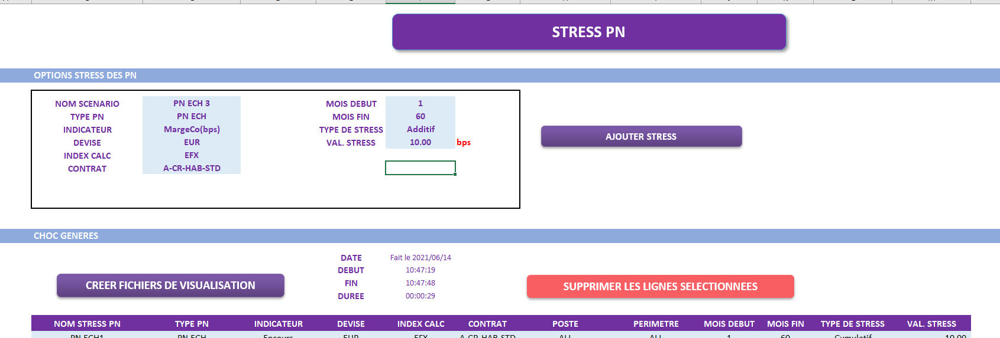 STRESS PN
OPTIONS STRESS DES PN
NOM SCENARIO PN ECH 3 MOIS DEBUT 1
TYPE PN PN ECH MOIS FIN 60
INDICATEUR MargeCo(bps) TYPE DE STRESS Additif
DEVISE EUR VAL. STRESS 10.00 bps
INDEX CALC EFX
CONTRAT A-CR-HAB-STD
AJOUTER STRESS
CHOC GENERES
DATE Fait le 2021/06/14
DEBUT 10:47:19
FIN 10:47:48
DUREE 00:00:29
CREER FICHIERS DE VISUALISATION
SUPPRIMER LES LIGNES SELECTIONNEES
NOM STRESS PN TYPE PN INDICATEUR DEVISE INDEX CALC CONTRAT POSTE PERIMETRE MOIS DEBUT MOIS FIN TYPE DE STRESS VAL. STRESS
PN ECH1 PN ECH Encours EUR EFX A-CR-HAB-STD ALL ALL 1 60 Cumulatif 10.00